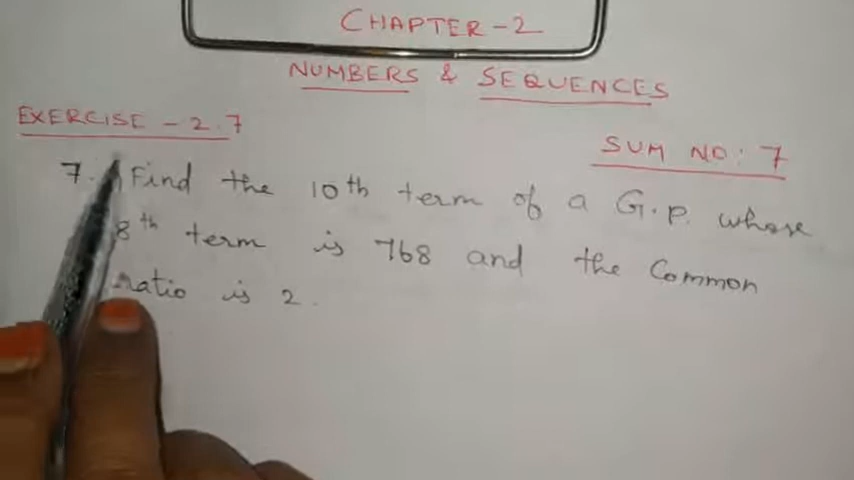 CHAPTER - 2
NUMBERS & SEQUENCES
EXERCISE - 2.7
SUM NO: 7
7. Find the 10th term of a G.P. whose
8th term is 768 and the Common
ratio is 2.